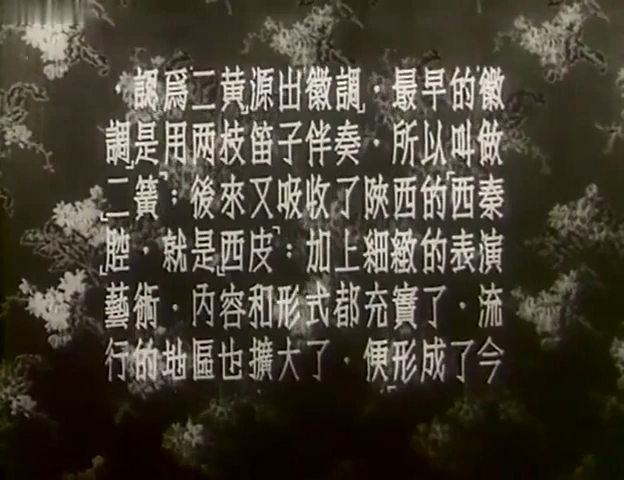 ，認爲「二黃」源出徽調」，最早的「徽
調」是用两枝笛子伴奏，所以叫做
「二簧」；後來又吸收了陝西的「西秦
腔」，就是「西皮」；加上細緻的表演
藝術，內容和形式都充實了，流
行的地區也擴大了，便形成了今